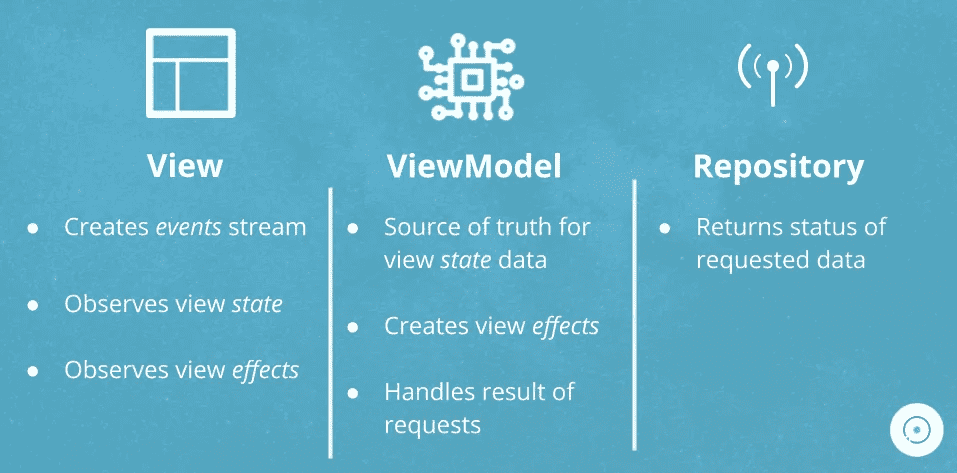 View
● Creates events stream
● Observes view state
● Observes view effects
ViewModel
● Source of truth for
view state data
● Creates view effects
● Handles result of
requests
Repository
● Returns status of
requested data